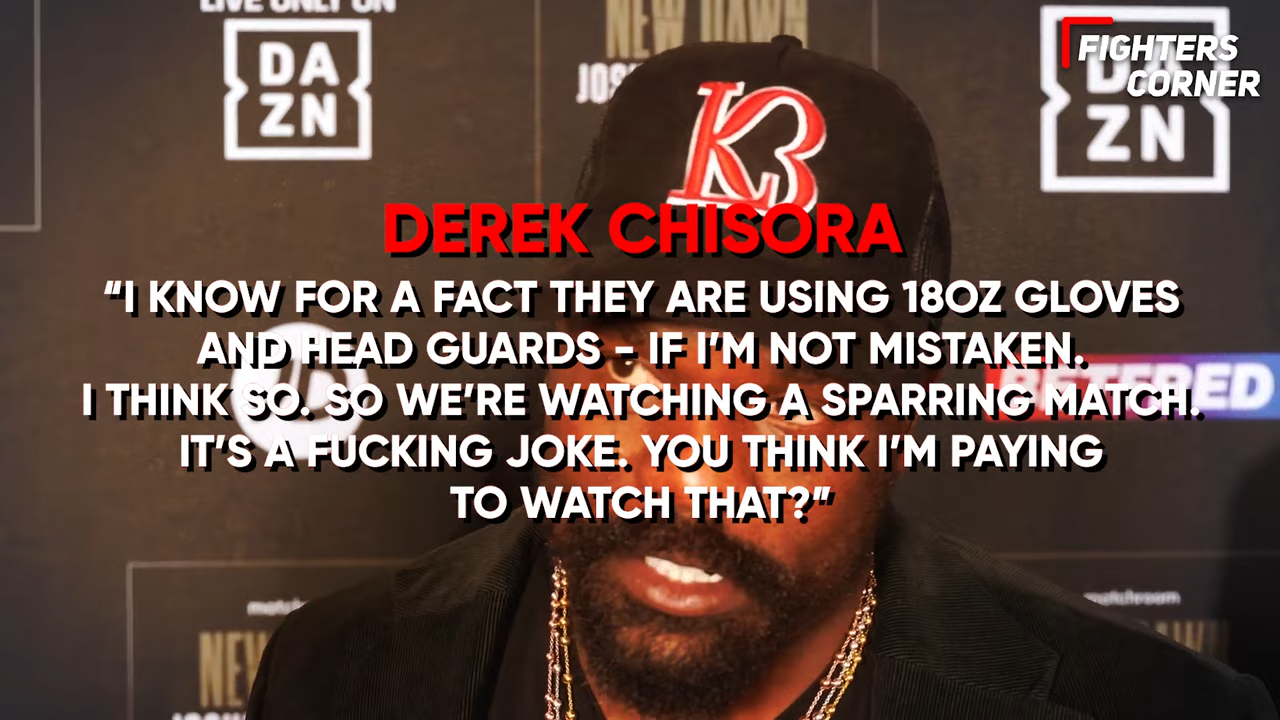 LIVE ONLY ON
DA
ZN
NEW DAWN
FIGHTERS
CORNER
DA
ZN
KB
DEREK CHISORA
“I KNOW FOR A FACT THEY ARE USING 18OZ GLOVES
AND HEAD GUARDS – IF I’M NOT MISTAKEN.
I THINK SO. SO WE’RE WATCHING A SPARRING MATCH.
IT’S A FUCKING JOKE. YOU THINK I’M PAYING
TO WATCH THAT?”
matchroom
NEW